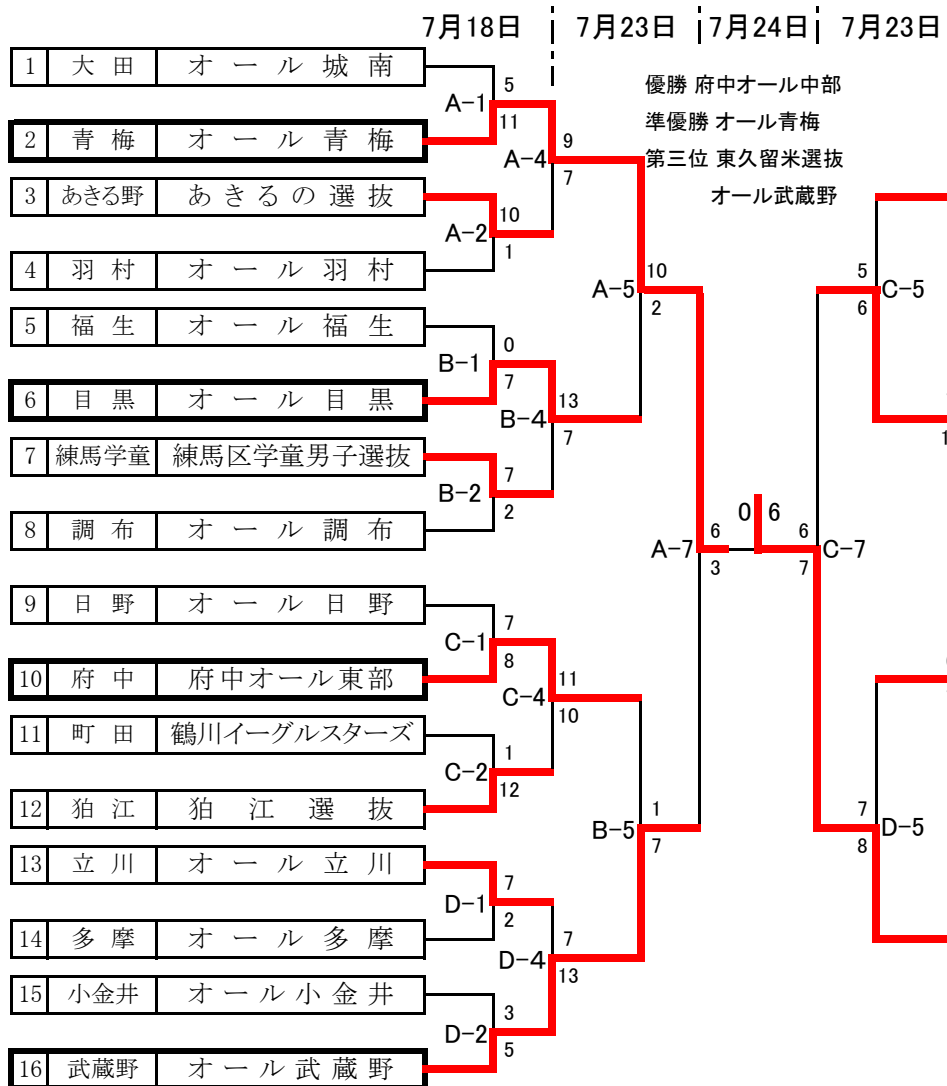 7月18日 7月23日 7月24日 7月23日
優勝 府中オール中部
準優勝 オール青梅
第三位 東久留米選抜
オール武蔵野
1 大田 オール城南
2 青梅 オール青梅
3 あきる野 あきるの選抜
4 羽村 オール羽村
5 福生 オール福生
6 目黒 オール目黒
7 練馬学童 練馬区学童男子選抜
8 調布 オール調布
9 日野 オール日野
10 府中 府中オール東部
11 町田 鶴川イーグルスターズ
12 狛江 狛江選抜
13 立川 オール立川
14 多摩 オール多摩
15 小金井 オール小金井
16 武蔵野 オール武蔵野
A-1 5 11
A-2 10 1
B-1 0 7
B-2 7 2
C-1 7 8
C-2 1 12
D-1 7 2
D-2 3 5
A-4 9 7
B-4 13 7
C-4 11 10
D-4 7 13
A-5 10 2
B-5 1 7
A-7 6 3
0 6
C-7 6 7
C-5 5 6
D-5 7 8